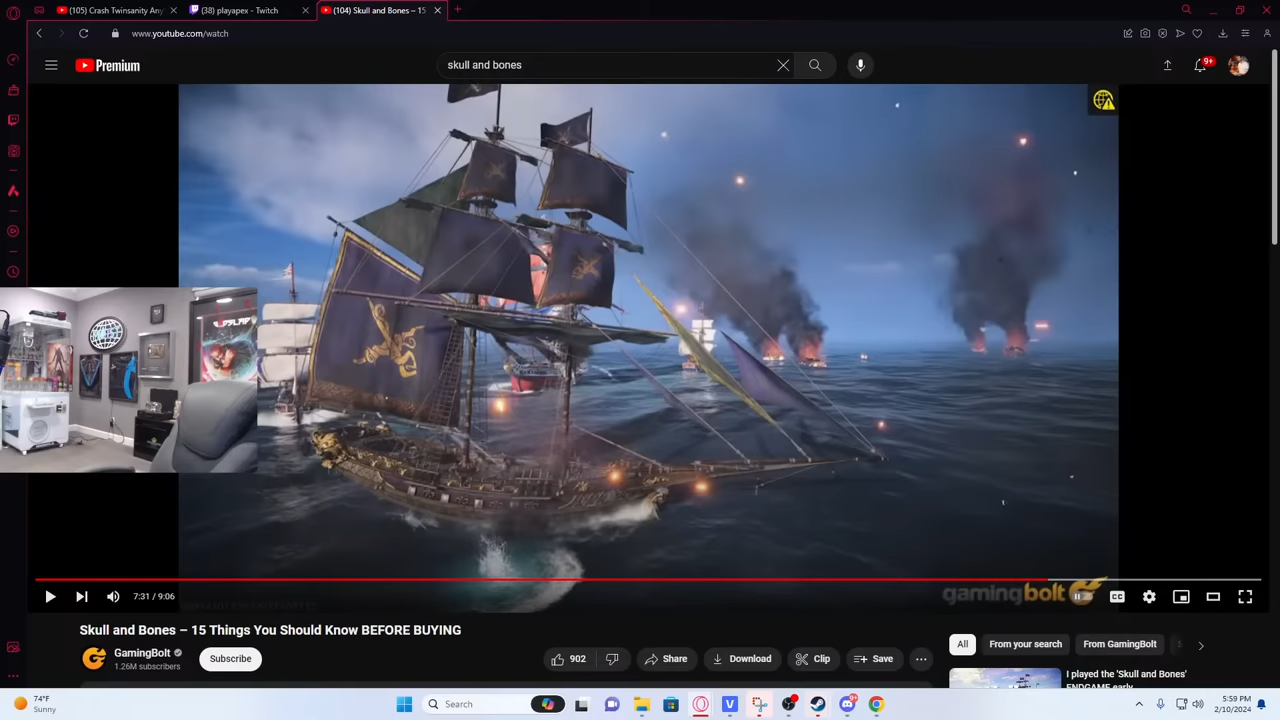 (105) Crash Twinsanity Any
(38) playapex - Twitch
(104) Skull and Bones – 15
www.youtube.com/watch
Premium
skull and bones
9+
7:31 / 9:06
gamingbolt
CC
Skull and Bones – 15 Things You Should Know BEFORE BUYING
GamingBolt
1.26M subscribers
Subscribe
902
Share
Download
Clip
Save
All
From your search
From GamingBolt
I played the 'Skull and Bones'
ENDGAME early
74°F
Sunny
Search
5:59 PM
2/10/2024